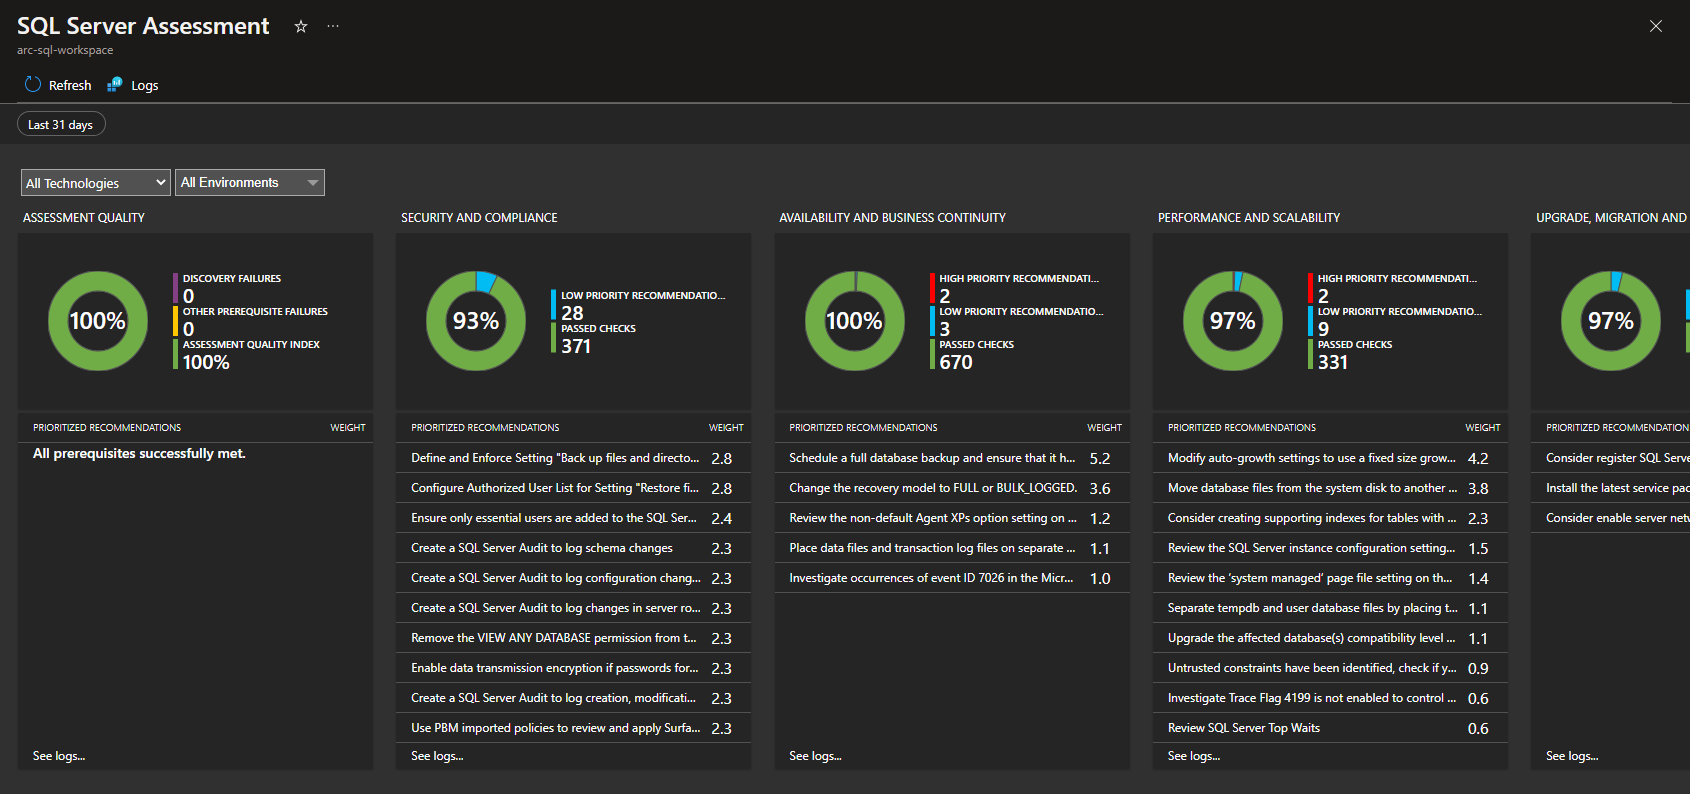 SQL Server Assessment
arc-sql-workspace
Refresh
Logs
Last 31 days
All Technologies
All Environments
ASSESSMENT QUALITY
100%
DISCOVERY FAILURES
0
OTHER PREREQUISITE FAILURES
0
ASSESSMENT QUALITY INDEX
100%
PRIORITIZED RECOMMENDATIONS WEIGHT
All prerequisites successfully met.
See logs...
SECURITY AND COMPLIANCE
93%
LOW PRIORITY RECOMMENDATIO...
28
PASSED CHECKS
371
PRIORITIZED RECOMMENDATIONS WEIGHT
Define and Enforce Setting "Back up files and directo... 2.8
Configure Authorized User List for Setting "Restore fi... 2.8
Ensure only essential users are added to the SQL Ser... 2.4
Create a SQL Server Audit to log schema changes 2.3
Create a SQL Server Audit to log configuration chang... 2.3
Create a SQL Server Audit to log changes in server ro... 2.3
Remove the VIEW ANY DATABASE permission from t... 2.3
Enable data transmission encryption if passwords for... 2.3
Create a SQL Server Audit to log creation, modificati... 2.3
Use PBM imported policies to review and apply Surfa... 2.3
See logs...
AVAILABILITY AND BUSINESS CONTINUITY
100%
HIGH PRIORITY RECOMMENDATI...
2
LOW PRIORITY RECOMMENDATIO...
3
PASSED CHECKS
670
PRIORITIZED RECOMMENDATIONS WEIGHT
Schedule a full database backup and ensure that it h... 5.2
Change the recovery model to FULL or BULK_LOGGED. 3.6
Review the non-default Agent XPs option setting on ... 1.2
Place data files and transaction log files on separate ... 1.1
Investigate occurrences of event ID 7026 in the Micr... 1.0
See logs...
PERFORMANCE AND SCALABILITY
97%
HIGH PRIORITY RECOMMENDATI...
2
LOW PRIORITY RECOMMENDATIO...
9
PASSED CHECKS
331
PRIORITIZED RECOMMENDATIONS WEIGHT
Modify auto-growth settings to use a fixed size grow... 4.2
Move database files from the system disk to another ... 3.8
Consider creating supporting indexes for tables with ... 2.3
Review the SQL Server instance configuration setting... 1.5
Review the ‘system managed’ page file setting on th... 1.4
Separate tempdb and user database files by placing t... 1.1
Upgrade the affected database(s) compatibility level ... 1.1
Untrusted constraints have been identified, check if y... 0.9
Investigate Trace Flag 4199 is not enabled to control ... 0.6
Review SQL Server Top Waits 0.6
See logs...
UPGRADE, MIGRATION AND
97%
PRIORITIZED RECOMMENDATION
Consider register SQL Serve
Install the latest service pac
Consider enable server netw
See logs...